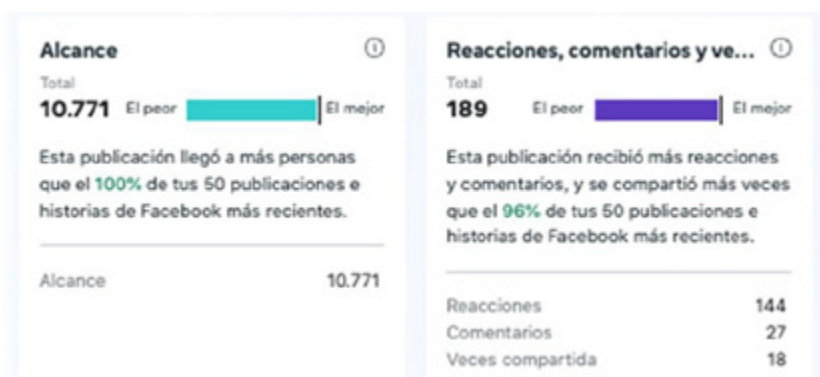 Alcance
Total
10.771 El peor El mejor
Esta publicación llegó a más personas
que el 100% de tus 50 publicaciones e
historias de Facebook más recientes.
Alcance 10.771
Reacciones, comentarios y ve...
Total
189 El peor El mejor
Esta publicación recibió más reacciones
y comentarios, y se compartió más veces
que el 96% de tus 50 publicaciones e
historias de Facebook más recientes.
Reacciones 144
Comentarios 27
Veces compartida 18